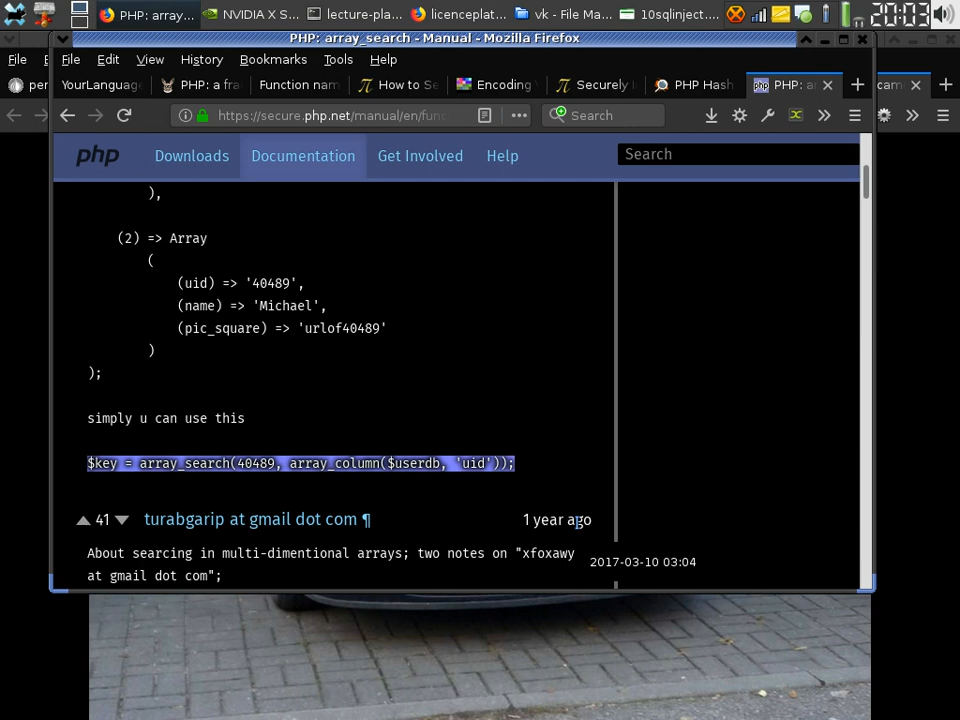 PHP: array...
NVIDIA X S...
lecture-pla...
licenceplat...
vk - File Ma...
10sqlinject....
20:03
PHP: array_search - Manual - Mozilla Firefox
File
File Edit View History Bookmarks Tools Help
per
YourLanguag
PHP: a fra
Function nam
How to Se
Encoding
Securely
PHP Hash
PHP: ar
cam
https://secure.php.net/manual/en/func
Search
php
Downloads Documentation Get Involved Help
Search
),
(2) => Array
(
(uid) => '40489',
(name) => 'Michael',
(pic_square) => 'urlof40489'
)
);
simply u can use this
$key = array_search(40489, array_column($userdb, 'uid'));
41 turabgarip at gmail dot com ¶ 1 year ago
About searching in multi-dimentional arrays; two notes on "xfoxawy
at gmail dot com";
2017-03-10 03:04